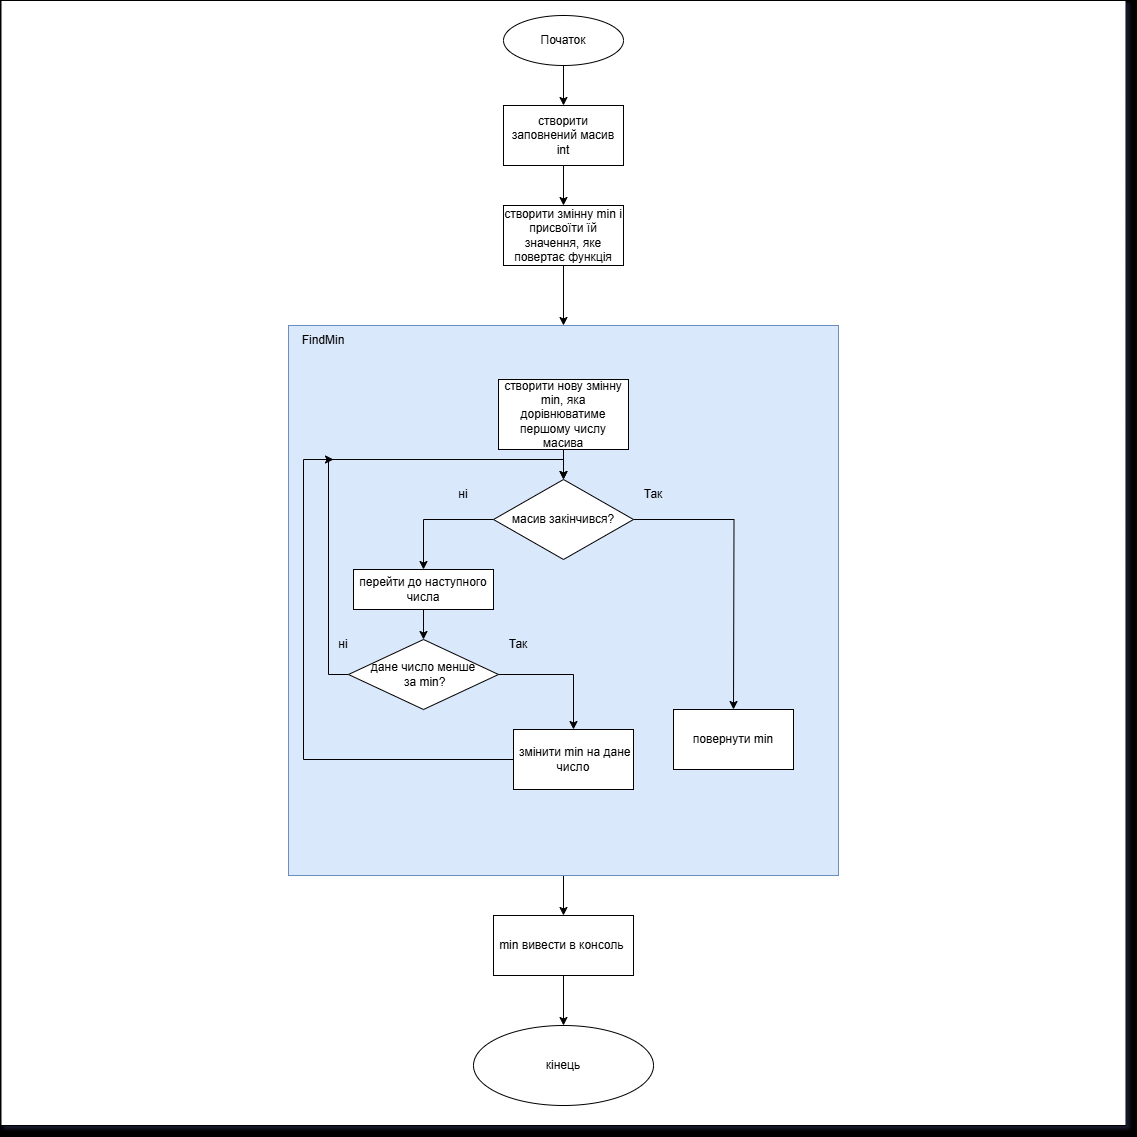 Початок
створити
заповнений масив
int
створити змінну min і
присвоїти їй
значення, яке
повертає функція
FindMin
створити нову змінну
min, яка
дорівнюватиме
першому числу
масива
ні
Так
масив закінчився?
перейти до наступного
числа
ні
Так
дане число менше
за min?
змінити min на дане
число
повернути min
min вивести в консоль
кінець